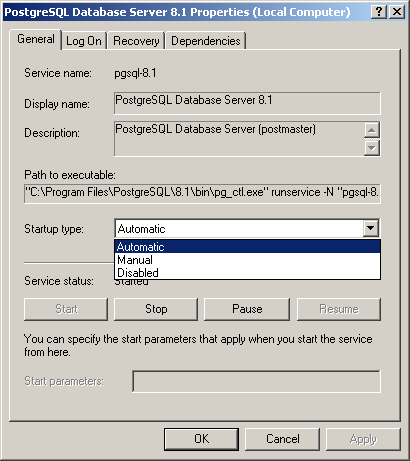 PostgreSQL Database Server 8.1 Properties (Local Computer)
General Log On Recovery Dependencies
Service name: pgsql-8.1
Display name: PostgreSQL Database Server 8.1
Description: PostgreSQL Database Server (postmaster)
Path to executable:
"C:\Program Files\PostgreSQL\8.1\bin\pg_ctl.exe" runservice -N "pgsql-8.
Startup type: Automatic
Automatic
Manual
Disabled
Service status: Started
Start Stop Pause Resume
You can specify the start parameters that apply when you start the service
from here.
Start parameters:
OK Cancel Apply